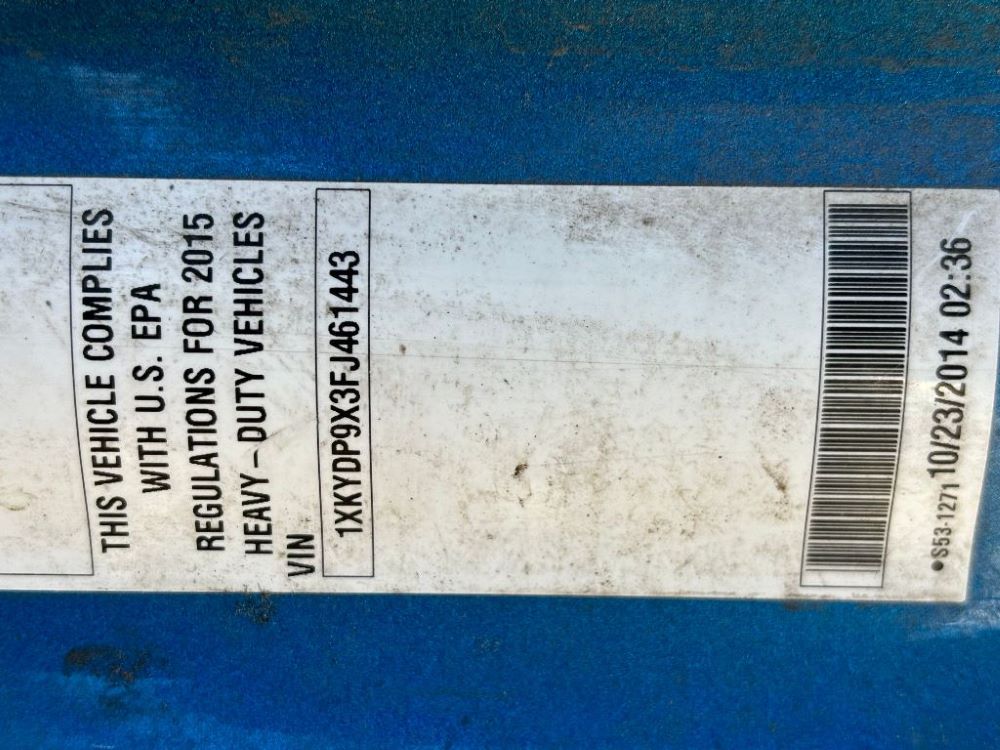 THIS VEHICLE COMPLIES
WITH U.S. EPA
REGULATIONS FOR 2015
HEAVY-DUTY VEHICLES
VIN
1XKYDP9X3FJ461443
•S53-1271 10/23/2014 02:36